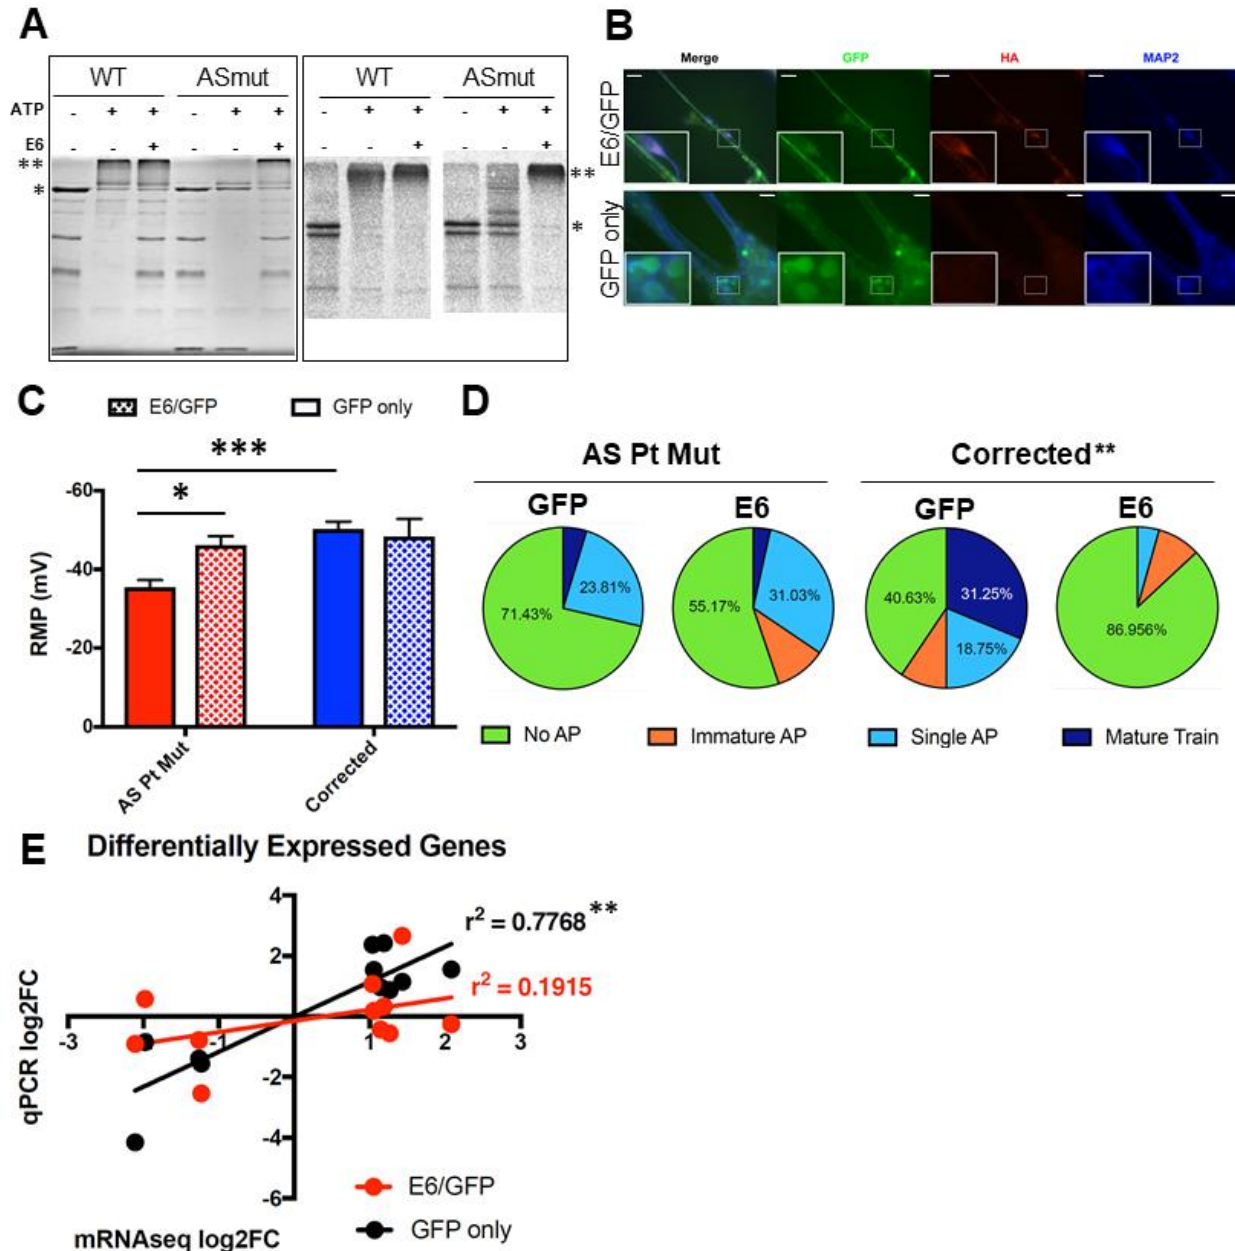 A
WT ASmut WT ASmut
ATP - + + - + + - + + - + +
E6 - - + - - + - - + - - +
** **
* *
B
Merge GFP HA MAP2
E6/GFP
GFP only
C
E6/GFP GFP only
***
*
-60
-40
-20
0
RMP (mV)
AS Pt Mut
Corrected
D
AS Pt Mut Corrected**
GFP E6 GFP E6
71.43% 23.81% 55.17% 31.03% 40.63% 31.25% 18.75% 86.956%
No AP Immature AP Single AP Mature Train
E Differentially Expressed Genes
4
2
-2
-4
-6
-3 -1 1 2 3
qPCR log2FC
r² = 0.7768**
r² = 0.1915
E6/GFP
GFP only
mRNAseq log2FC